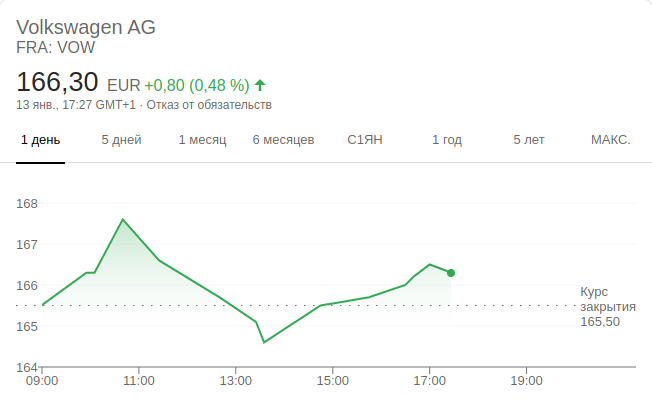 Volkswagen AG
FRA: VOW
166,30 EUR +0,80 (0,48 %)
13 янв., 17:27 GMT+1 · Отказ от обязательств
1 день 5 дней 1 месяц 6 месяцев С1ЯН 1 год 5 лет МАКС.
168
167
166
165
164
Курс
закрытия
165,50
09:00 11:00 13:00 15:00 17:00 19:00